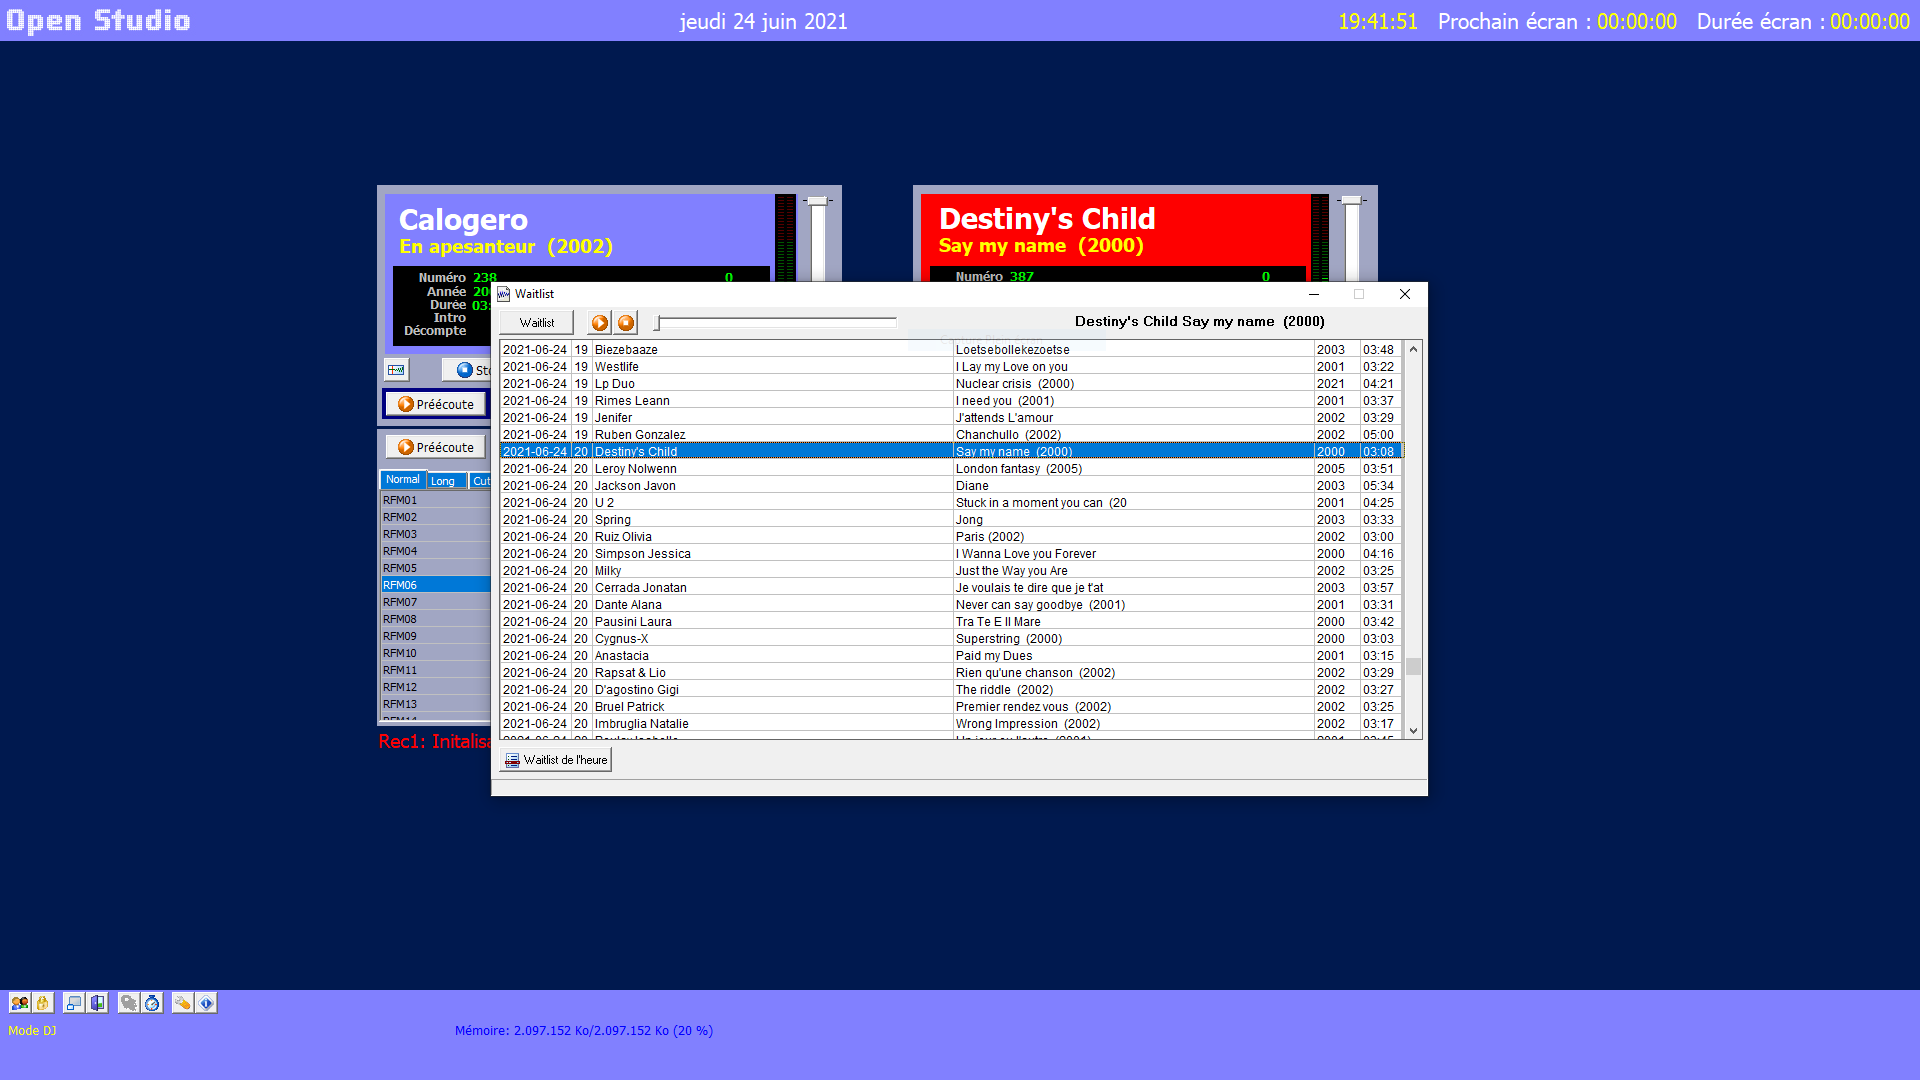 Open Studio
jeudi 24 juin 2021
19:41:51 Prochain écran : 00:00:00 Durée écran : 00:00:00
Calogero
En apesanteur (2002)
Numéro 238 0
Année 20
Durée 03:
Intro
Décompte
Sto
Préécoute
Préécoute
Normal Long Cut
RFM01
RFM02
RFM03
RFM04
RFM05
RFM06
RFM07
RFM08
RFM09
RFM10
RFM11
RFM12
RFM13
RFM14
Rec1: Initalisa
Destiny's Child
Say my name (2000)
Numéro 387 0
Waitlist
Waitlist
Destiny's Child Say my name (2000)
2021-06-24 19 Biezebaaze Loetsebollekezoetse 2003 03:48
2021-06-24 19 Westlife I Lay my Love on you 2001 03:22
2021-06-24 19 Lp Duo Nuclear crisis (2000) 2021 04:21
2021-06-24 19 Rimes Leann I need you (2001) 2001 03:37
2021-06-24 19 Jenifer J'attends L'amour 2002 03:29
2021-06-24 19 Ruben Gonzalez Chanchullo (2002) 2002 05:00
2021-06-24 20 Destiny's Child Say my name (2000) 2000 03:08
2021-06-24 20 Leroy Nolwenn London fantasy (2005) 2005 03:51
2021-06-24 20 Jackson Javon Diane 2003 05:34
2021-06-24 20 U 2 Stuck in a moment you can (20 2001 04:25
2021-06-24 20 Spring Jong 2003 03:33
2021-06-24 20 Ruiz Olivia Paris (2002) 2002 03:00
2021-06-24 20 Simpson Jessica I Wanna Love you Forever 2000 04:16
2021-06-24 20 Milky Just the Way you Are 2002 03:25
2021-06-24 20 Cerrada Jonatan Je voulais te dire que je t'at 2003 03:57
2021-06-24 20 Dante Alana Never can say goodbye (2001) 2001 03:31
2021-06-24 20 Pausini Laura Tra Te E Il Mare 2000 03:42
2021-06-24 20 Cygnus-X Superstring (2000) 2000 03:03
2021-06-24 20 Anastacia Paid my Dues 2001 03:15
2021-06-24 20 Rapsat & Lio Rien qu'une chanson (2002) 2002 03:29
2021-06-24 20 D'agostino Gigi The riddle (2002) 2002 03:27
2021-06-24 20 Bruel Patrick Premier rendez vous (2002) 2002 03:25
2021-06-24 20 Imbruglia Natalie Wrong Impression (2002) 2002 03:17
Waitlist de l'heure
Mode DJ
Mémoire: 2.097.152 Ko/2.097.152 Ko (20 %)